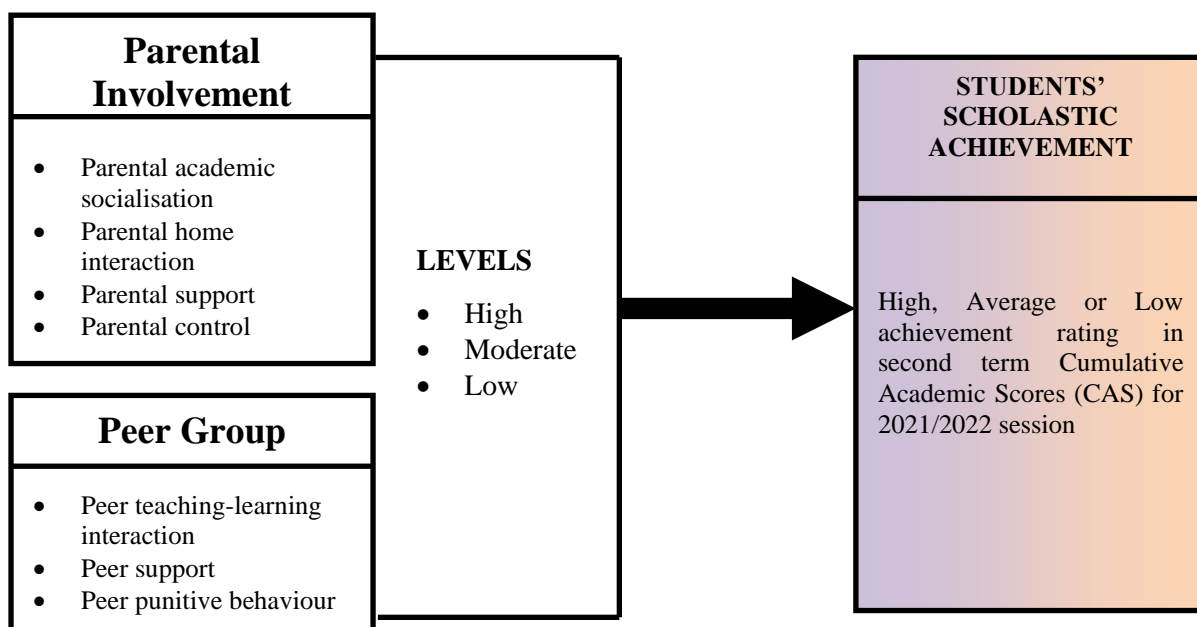 Parental
Involvement
• Parental academic
socialisation
• Parental home
interaction
• Parental support
• Parental control
Peer Group
• Peer teaching-learning
interaction
• Peer support
• Peer punitive behaviour
LEVELS
• High
• Moderate
• Low
STUDENTS’
SCHOLASTIC
ACHIEVEMENT
High, Average or Low
achievement rating in
second term Cumulative
Academic Scores (CAS) for
2021/2022 session